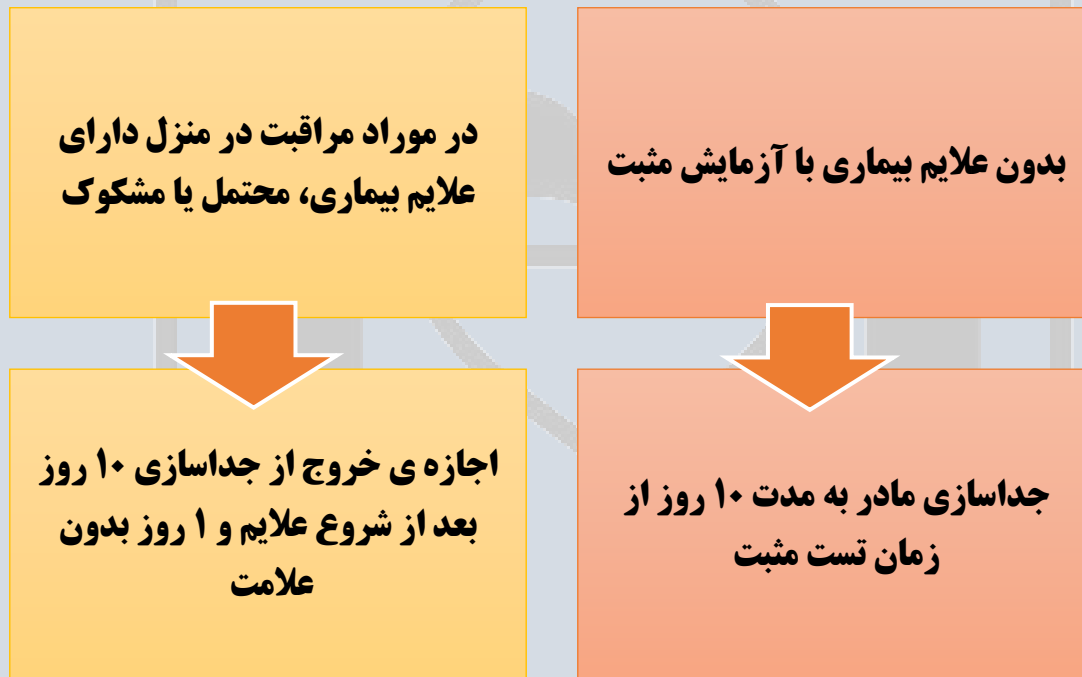 بدون علایم بیماری با آزمایش مثبت
جداسازی مادر به مدت ۱۰ روز از
زمان تست مثبت
در موراد مراقبت در منزل دارای
علایم بیماری، محتمل یا مشکوک
اجازه ی خروج از جداسازی ۱۰ روز
بعد از شروع علایم و ۱ روز بدون
علامت